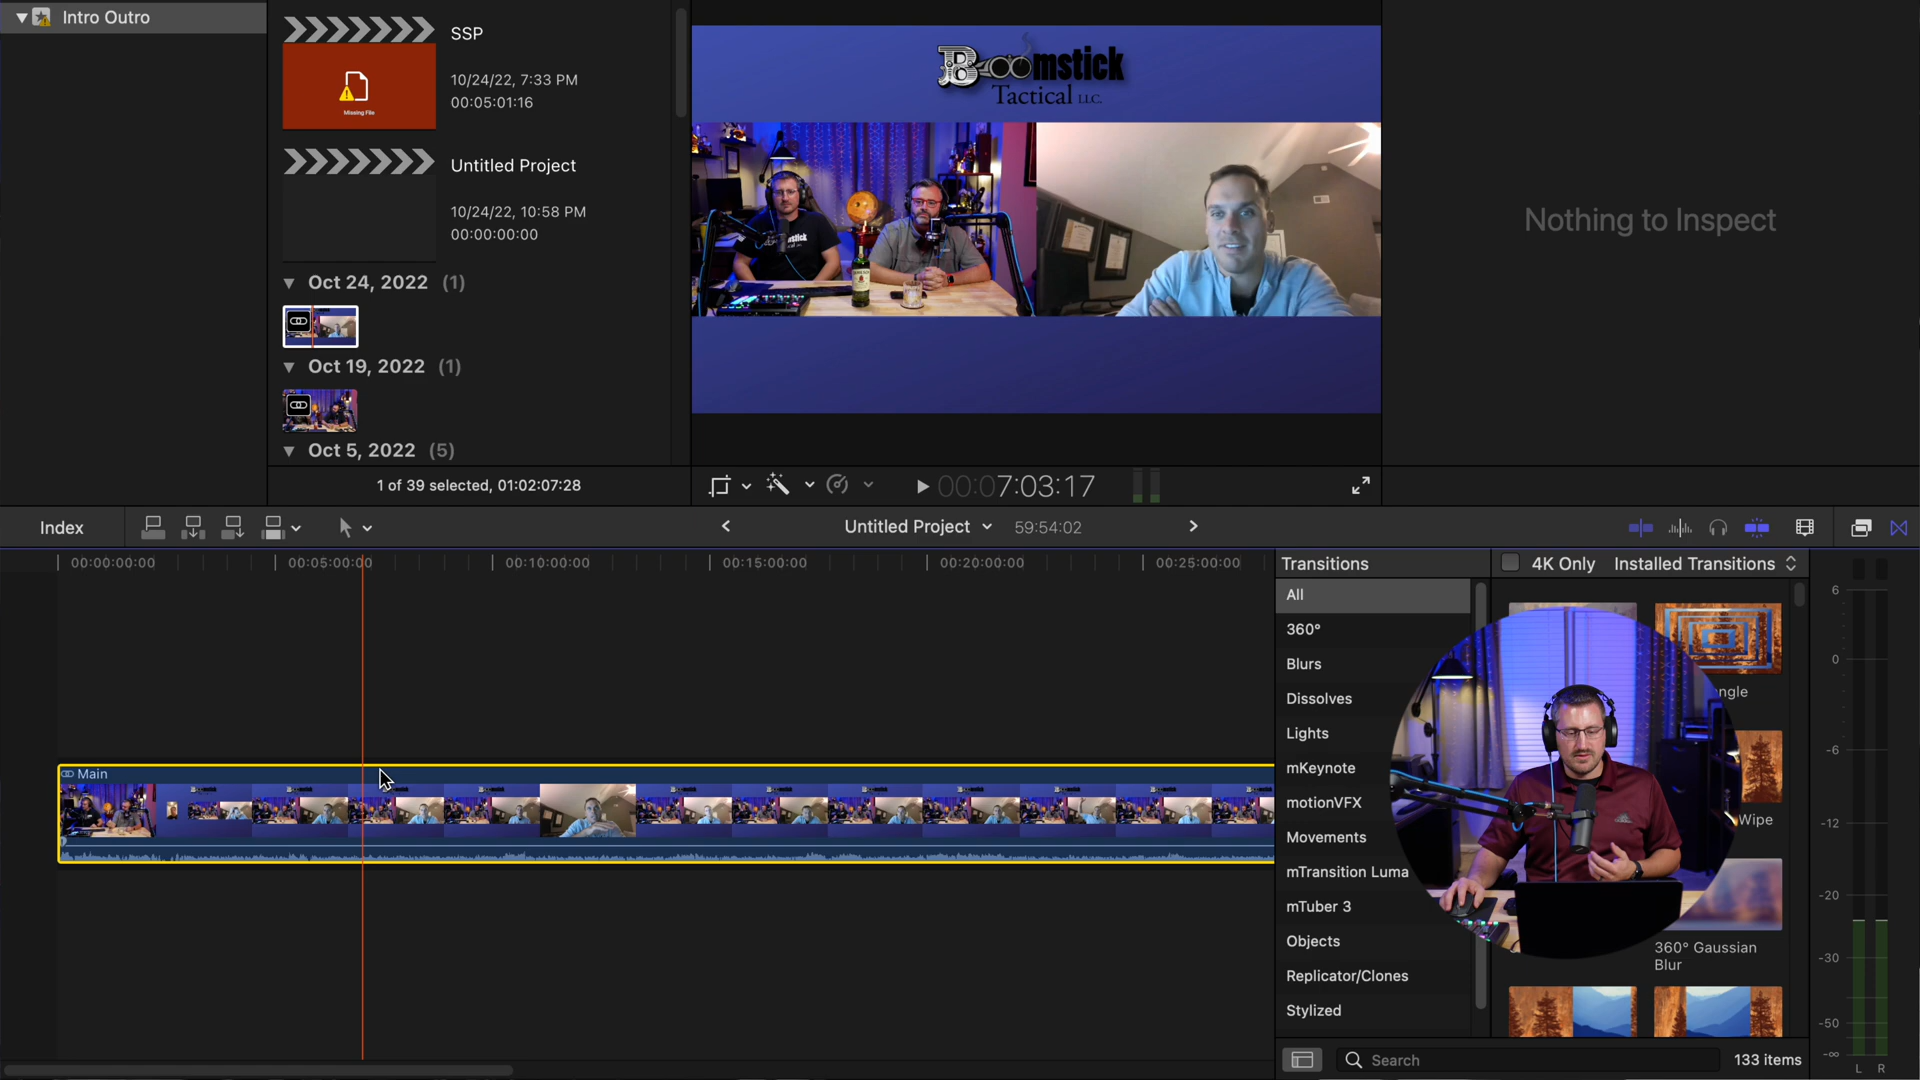 Intro Outro
SSP
10/24/22, 7:33 PM
00:05:01:16
Missing File
Untitled Project
10/24/22, 10:58 PM
00:00:00:00
Oct 24, 2022 (1)
Oct 19, 2022 (1)
Oct 5, 2022 (5)
1 of 39 selected, 01:02:07:28
Boomstick
Tactical LLC.
00:07:03:17
Nothing to Inspect
Index
Untitled Project
59:54:02
00:00:00:00
00:05:00:00
00:10:00:00
00:15:00:00
00:20:00:00
00:25:00:00
Main
Transitions
4K Only
Installed Transitions
All
360°
Blurs
Dissolves
Lights
mKeynote
motionVFX
Movements
mTransition Luma
mTuber 3
Objects
Replicator/Clones
Stylized
ngle
Wipe
360° Gaussian
Blur
Search
133 items
6
0
-6
-12
-20
-30
-50
-∞
L R